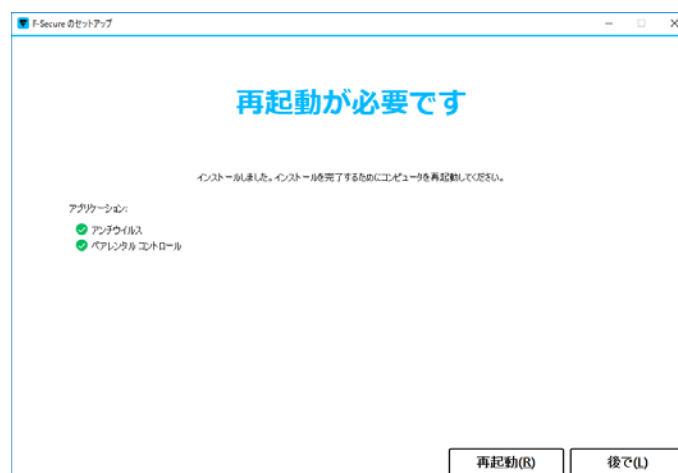 F-Secure のセットアップ
再起動が必要です
インストールしました。インストールを完了するためにコンピュータを再起動してください。
アプリケーション:
アンチウイルス
ペアレンタル コントロール
再起動(R)
後で(L)